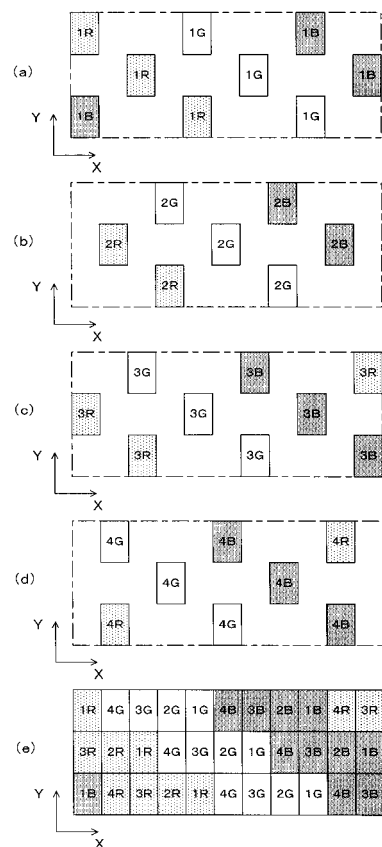 1R 1G 1B
(a) 1R 1G 1B
Y 1B 1R 1G
X
2G 2B
(b) 2R 2G 2B
Y 2R 2G
X
3G 3B 3R
(c) 3R 3G 3B
Y 3R 3G 3B
X
4G 4B 4R
(d) 4G 4B
Y 4R 4G 4B
X
1R 4G 3G 2G 1G 4B 3B 2B 1B 4R 3R
(e) 3R 2R 1R 4G 3G 2G 1G 4B 3B 2B 1B
Y 1B 4R 3R 2R 1R 4G 3G 2G 1G 4B 3B
X